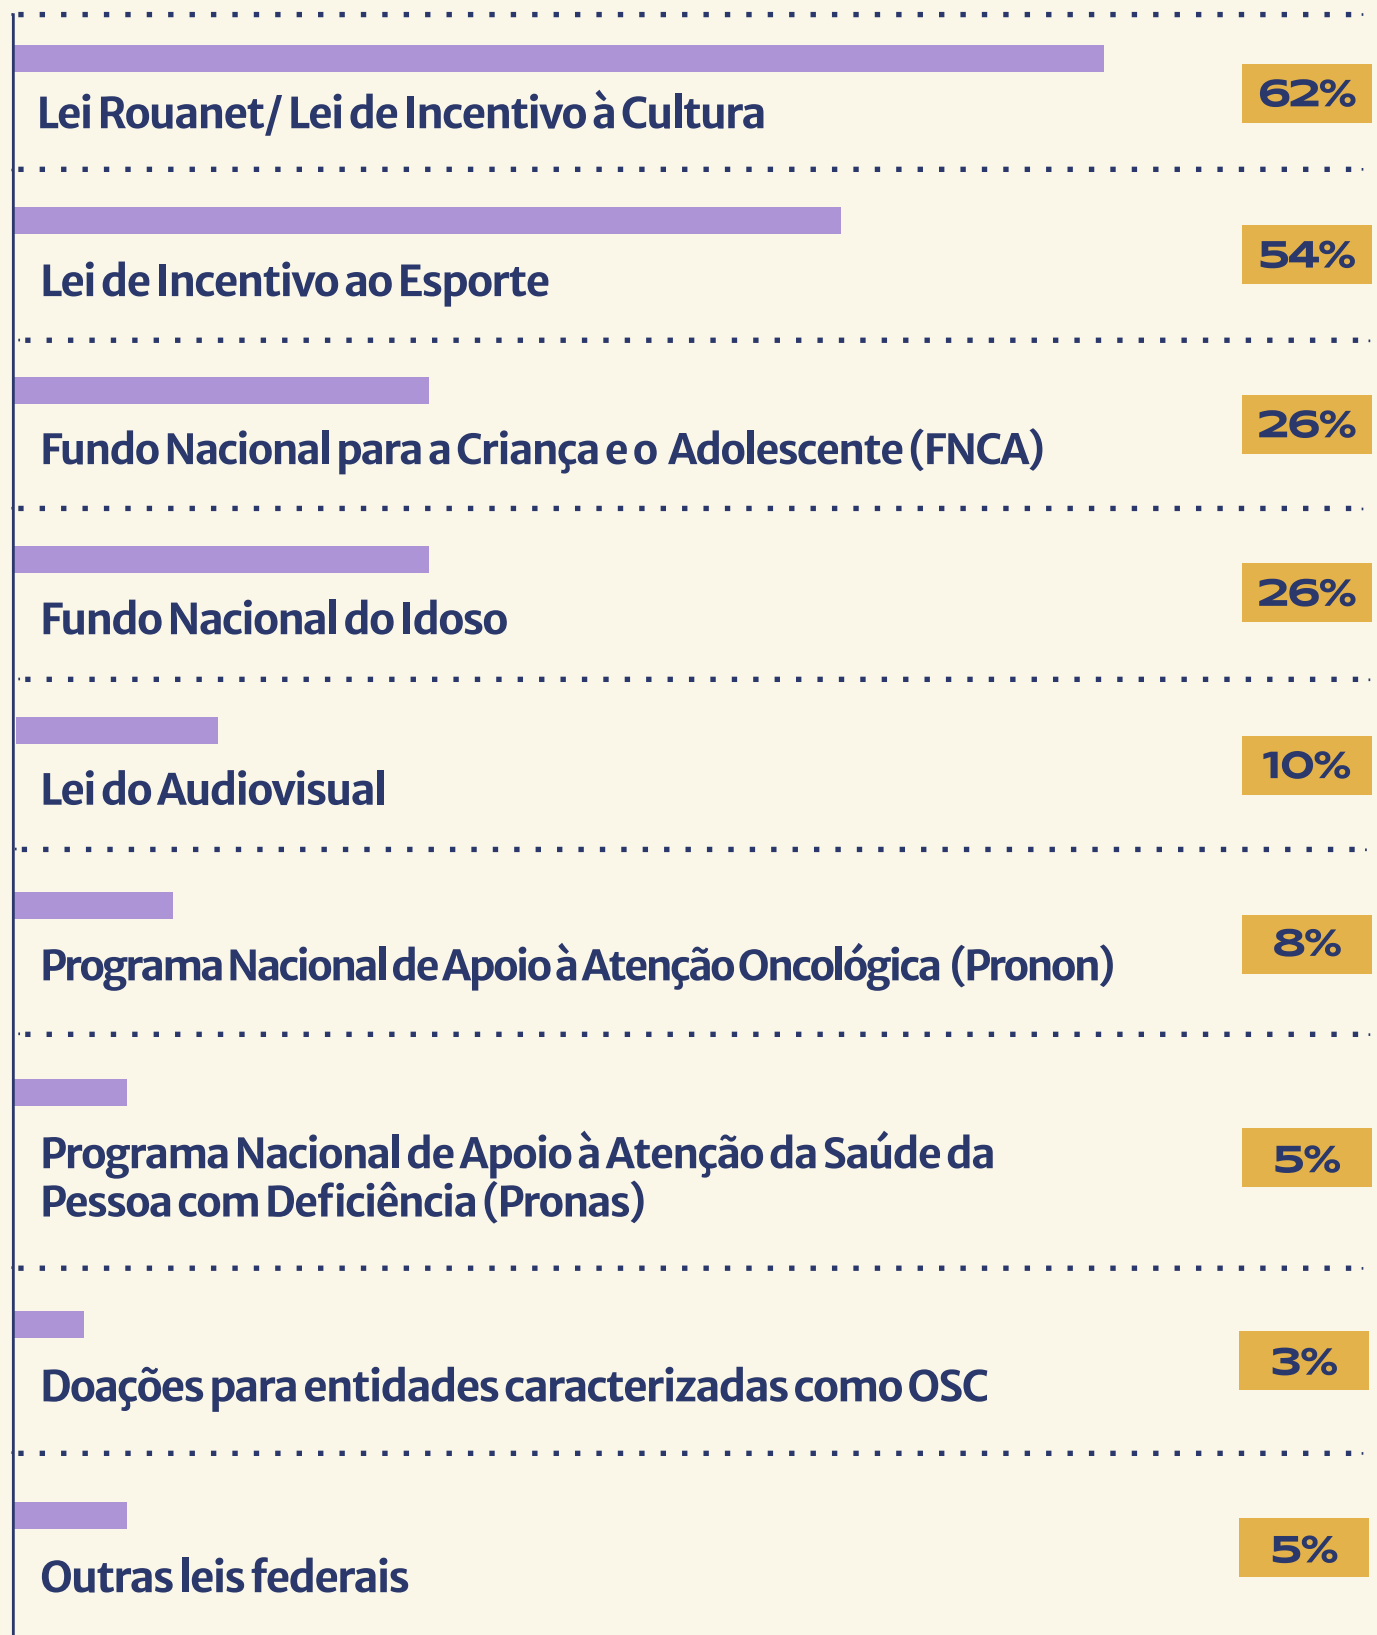 Lei Rouanet/ Lei de Incentivo à Cultura
62%
Lei de Incentivo ao Esporte
54%
Fundo Nacional para a Criança e o Adolescente (FNCA)
26%
Fundo Nacional do Idoso
26%
Lei do Audiovisual
10%
Programa Nacional de Apoio à Atenção Oncológica (Pronon)
8%
Programa Nacional de Apoio à Atenção da Saúde da
Pessoa com Deficiência (Pronas)
5%
Doações para entidades caracterizadas como OSC
3%
Outras leis federais
5%